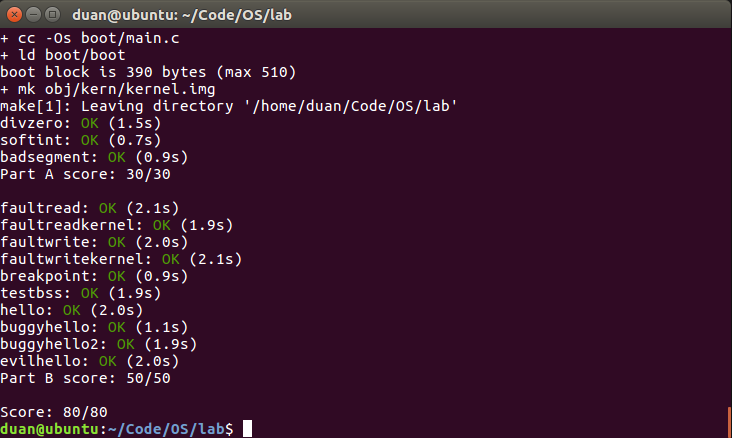 duan@ubuntu: ~/Code/OS/lab
+ cc -Os boot/main.c
+ ld boot/boot
boot block is 390 bytes (max 510)
+ mk obj/kern/kernel.img
make[1]: Leaving directory '/home/duan/Code/OS/lab'
divzero: OK (1.5s)
softint: OK (0.7s)
badsegment: OK (0.9s)
Part A score: 30/30
faultread: OK (2.1s)
faultreadkernel: OK (1.9s)
faultwrite: OK (2.0s)
faultwritekernel: OK (2.1s)
breakpoint: OK (0.9s)
testbss: OK (1.9s)
hello: OK (2.0s)
buggyhello: OK (1.1s)
buggyhello2: OK (1.9s)
evilhello: OK (2.0s)
Part B score: 50/50
Score: 80/80
duan@ubuntu:~/Code/OS/lab$